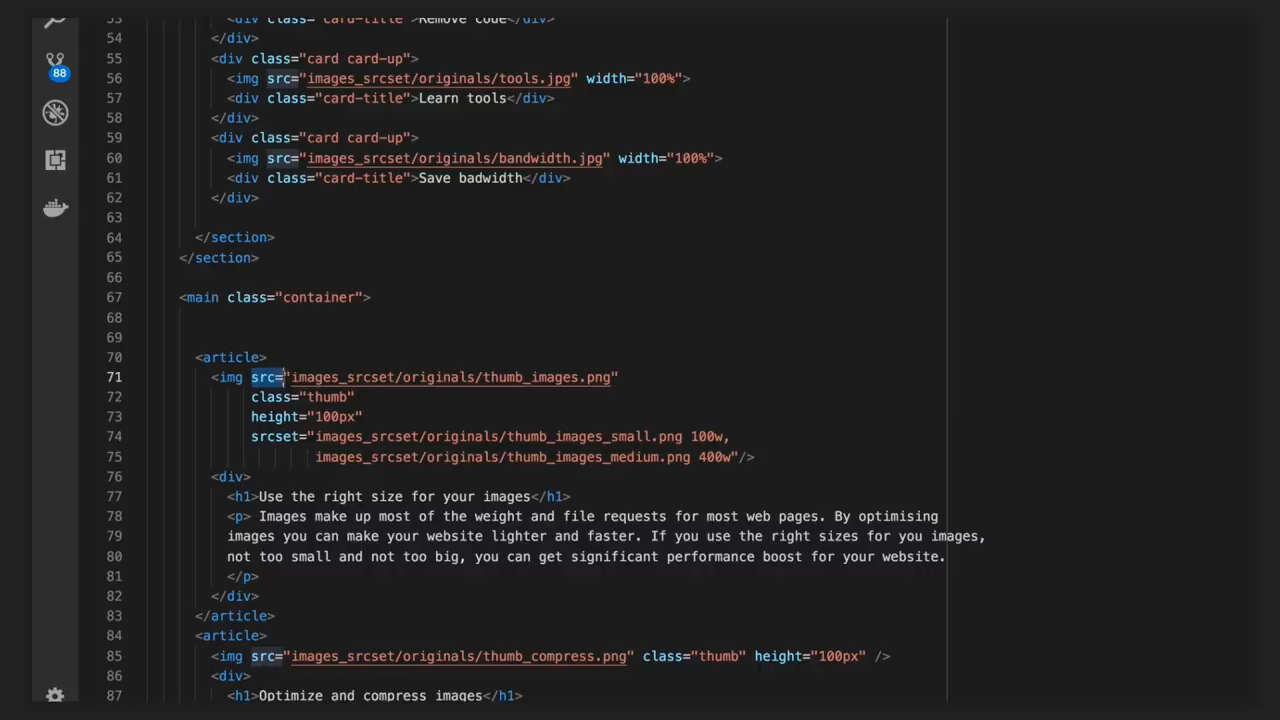 53 <div class="card-title">Remove code</div>
54 </div>
55 <div class="card card-up">
56 <img src="images_srcset/originals/tools.jpg" width="100%">
57 <div class="card-title">Learn tools</div>
58 </div>
59 <div class="card card-up">
60 <img src="images_srcset/originals/bandwidth.jpg" width="100%">
88
61 <div class="card-title">Save badwidth</div>
62 </div>
63
64 </section>
65 </section>
66
67 <main class="container">
68
69
70 <article>
71 <img src="images_srcset/originals/thumb_images.png"
72 class="thumb"
73 height="100px"
74 srcset="images_srcset/originals/thumb_images_small.png 100w,
75 images_srcset/originals/thumb_images_medium.png 400w"/>
76 <div>
77 <h1>Use the right size for your images</h1>
78 <p> Images make up most of the weight and file requests for most web pages. By optimising
79 images you can make your website lighter and faster. If you use the right sizes for you images,
80 not too small and not too big, you can get significant performance boost for your website.
81 </p>
82 </div>
83 </article>
84 <article>
85 <img src="images_srcset/originals/thumb_compress.png" class="thumb" height="100px" />
86 <div>
87 <h1>Optimize and compress images</h1>